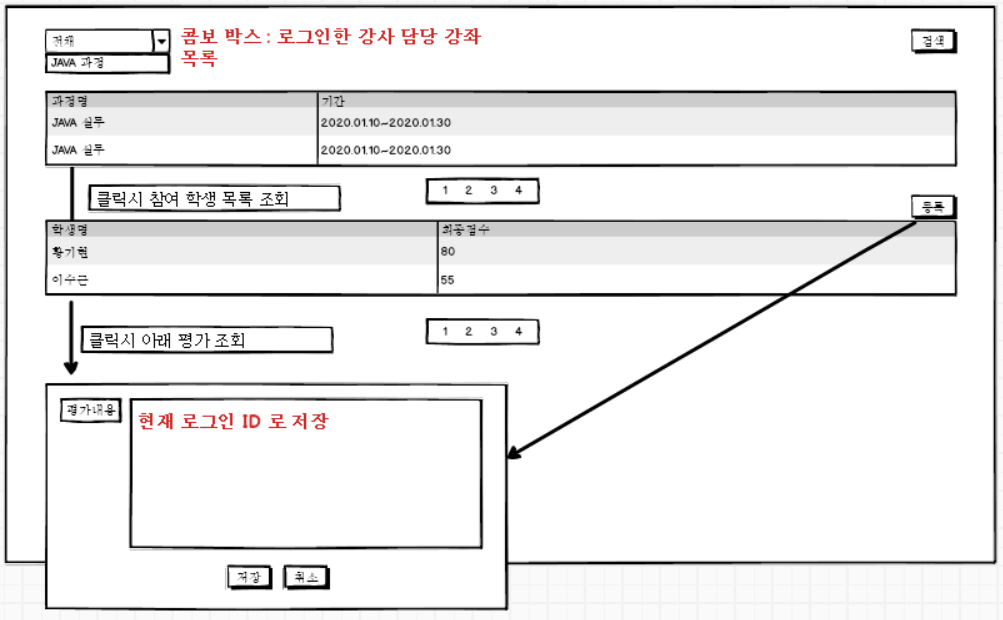 전체
콤보 박스 : 로그인한 강사 담당 강좌
목록
검색
JAVA 과정
과정명 기간
JAVA 실무 2020.01.10~2020.01.30
JAVA 실무 2020.01.10~2020.01.30
클릭시 참여 학생 목록 조회
1 2 3 4
등록
학생명 최종점수
황기현 80
이수근 55
클릭시 아래 평가 조회
1 2 3 4
평가내용
현재 로그인 ID 로 저장
저장 취소